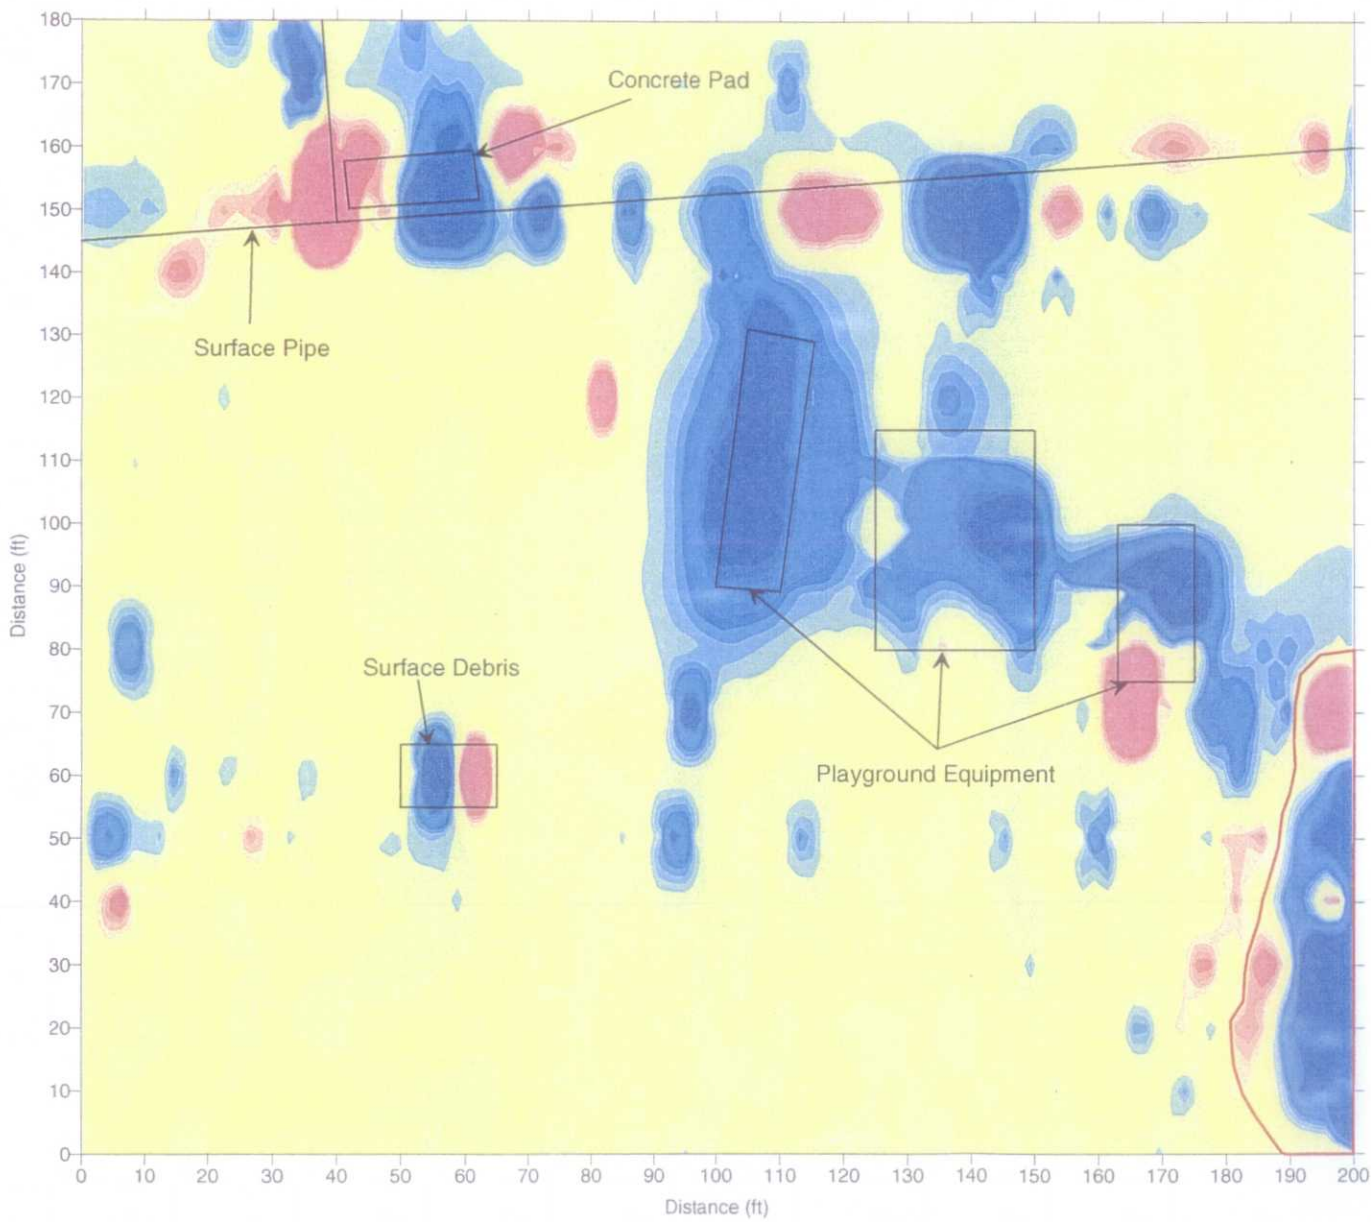 180
170
160
150
140
130
120
110
100
90
80
70
60
50
40
30
20
10
0
Distance (ft)
Concrete Pad
Surface Pipe
Surface Debris
Playground Equipment
0 10 20 30 40 50 60 70 80 90 100 110 120 130 140 150 160 170 180 190 200
Distance (ft)